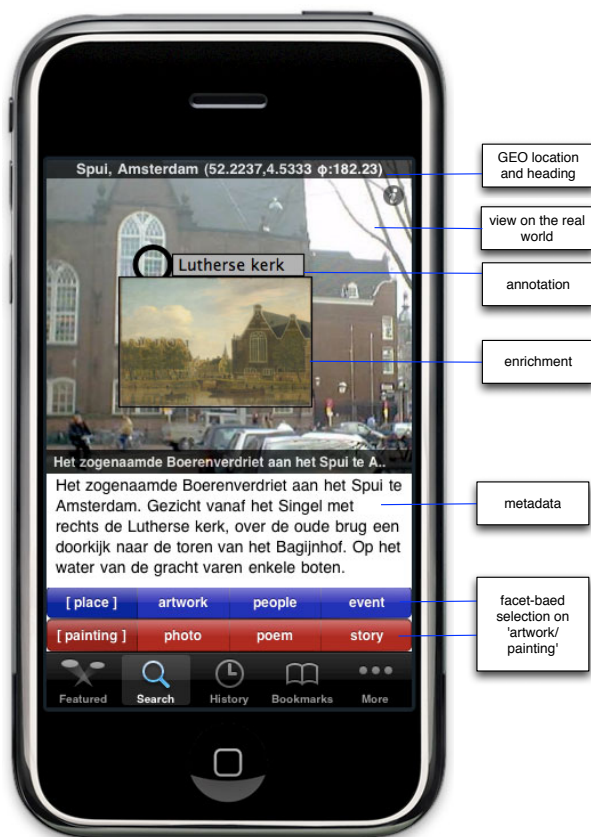 Spui, Amsterdam (52.2237,4.5333 φ:182.23)
Lutherse kerk
Het zogenaamde Boerenverdriet aan het Spui te A..
Het zogenaamde Boerenverdriet aan het Spui te
Amsterdam. Gezicht vanaf het Singel met
rechts de Lutherse kerk, over de oude brug een
doorkijk naar de toren van het Bagijnhof. Op het
water van de gracht varen enkele boten.
[ place ] artwork people event
[ painting ] photo poem story
Featured Search History Bookmarks More
GEO location
and heading
view on the real
world
annotation
enrichment
metadata
facet-baed
selection on
'artwork/
painting'